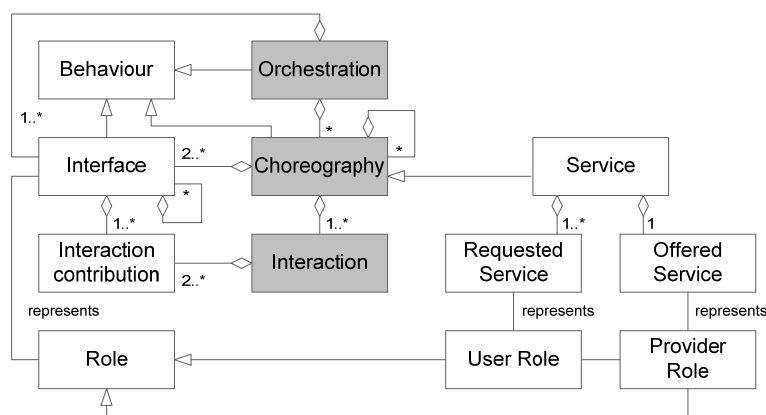 Behaviour
Orchestration
1..*
*
*
Interface
2..*
Choreography
Service
*
1..*
1..*
1..*
1
Interaction
contribution
2..*
Interaction
Requested
Service
Offered
Service
represents
represents
represents
Role
User Role
Provider
Role